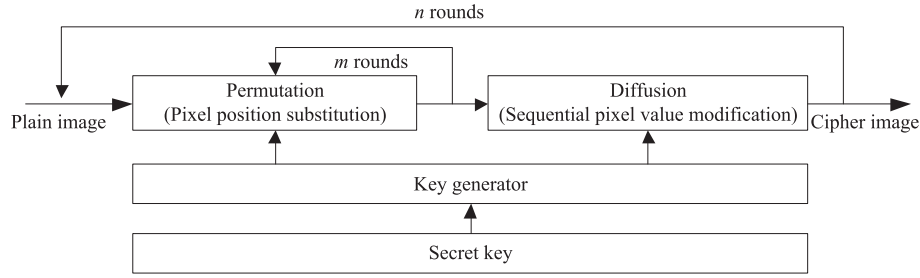 n rounds
m rounds
Permutation
(Pixel position substitution)
Diffusion
(Sequential pixel value modification)
Plain image
Cipher image
Key generator
Secret key